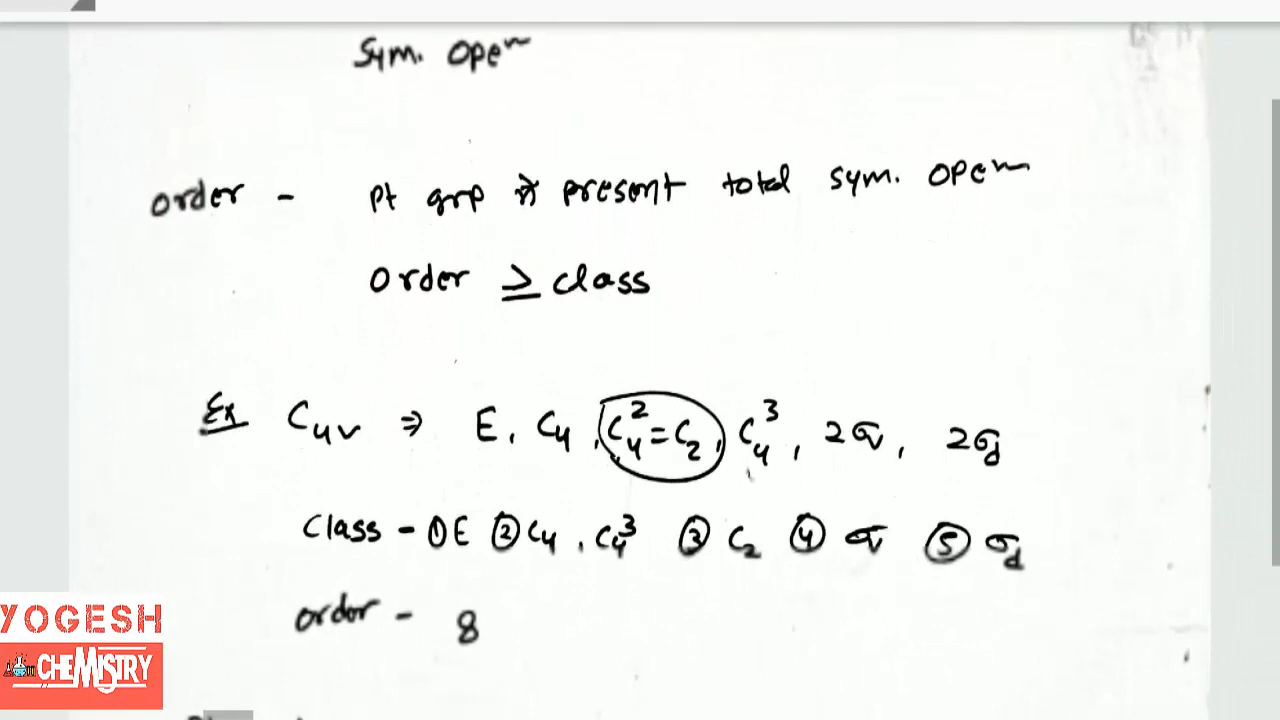 Sym. Opeⁿ
order - Pt grp में present total sym. opeⁿ
Order ≥ class
Ex C₄ᵥ ⇒ E, C₄, C₄² = C₂, C₄³, 2σᵥ, 2σd
Class - ① E ② C₄, C₄³ ③ C₂ ④ σᵥ ⑤ σd
order - 8
YOGESH
CHEMISTRY